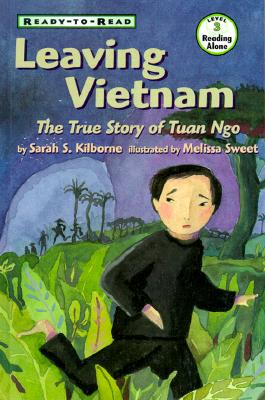 READY-TO-READ
LEVEL
3
Reading
Alone
Leaving
Vietnam
The True Story of Tuan Ngo
by Sarah S. Kilborne illustrated by Melissa Sweet